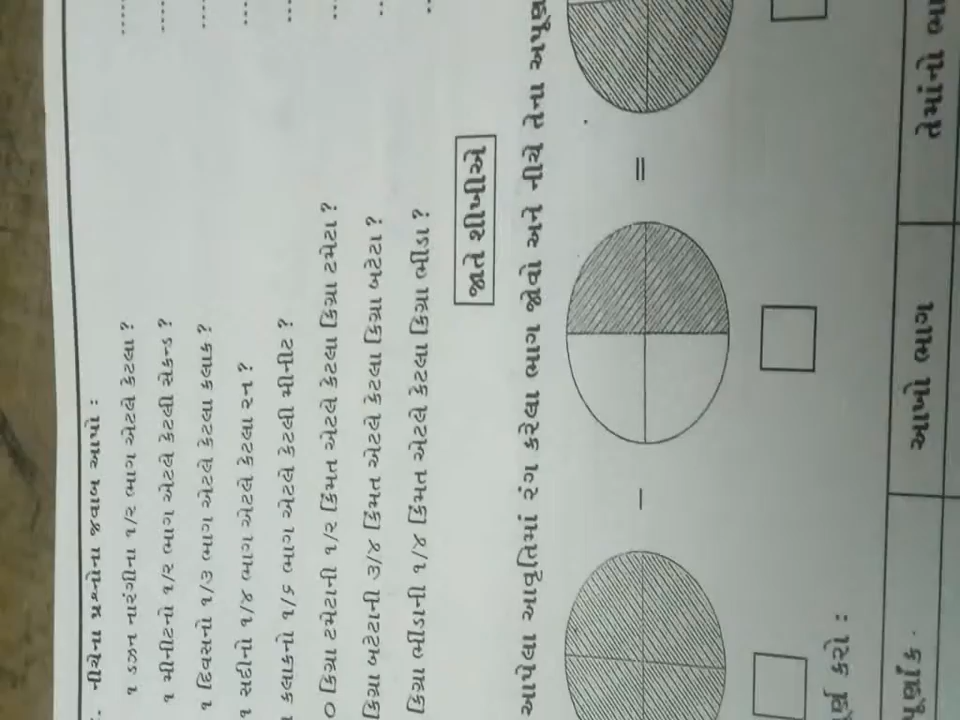 . નીચેના પ્રશ્નોના જવાબ આપો :
૧ ડઝન નારંગીના ૧/૨ ભાગ એટલે કેટલા ?
૧ મીનીટનો ૧/૨ ભાગ એટલે કેટલી સેકન્ડ ?
૧ દિવસનો ૧/૩ ભાગ એટલે કેટલા કલાક ?
૧ સદીનો ૧/૪ ભાગ એટલે કેટલા રન ?
૧ કલાકનો ૧/૬ ભાગ એટલે કેટલી મીનીટ ?
૦ કિગ્રા ટમેટાની ૧/૨ કિંમત એટલે કેટલા કિગ્રા ટમેટા ?
કિગ્રા બટેટાની ૩/૪ કિંમત એટલે કેટલા કિગ્રા બટેટા ?
કિગ્રા ભીંડાની ૧/૪ કિંમત એટલે કેટલા કિગ્રા ભીંડા ?
જાતે શીખીએ
આપેલા આકૃતિમાં રંગ કરેલા ભાગ જોવો અને નીચે તેના
− =
કરો :
આખો ભાગ તેમાંનો